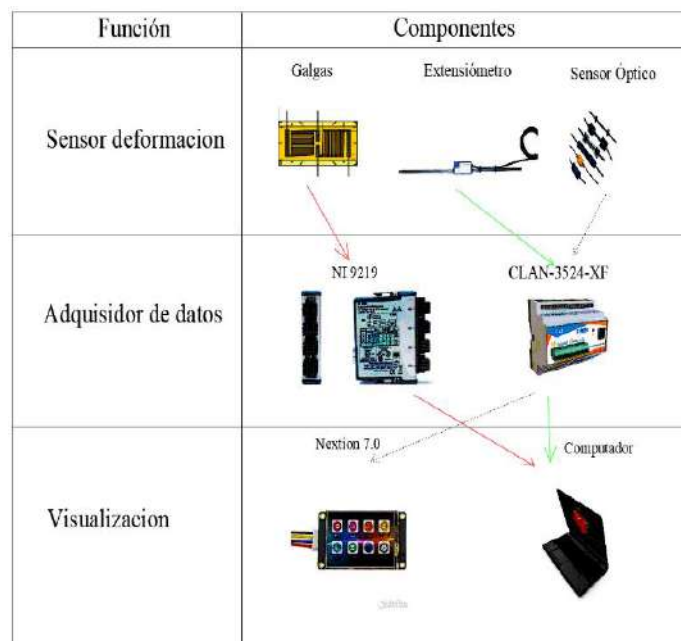 Función
Componentes
Sensor deformacion
Galgas
Extensiómetro
Sensor Óptico
Adquisidor de datos
NI 9219
CLAN-3524-XF
Visualizacion
Nextion 7.0
Computador